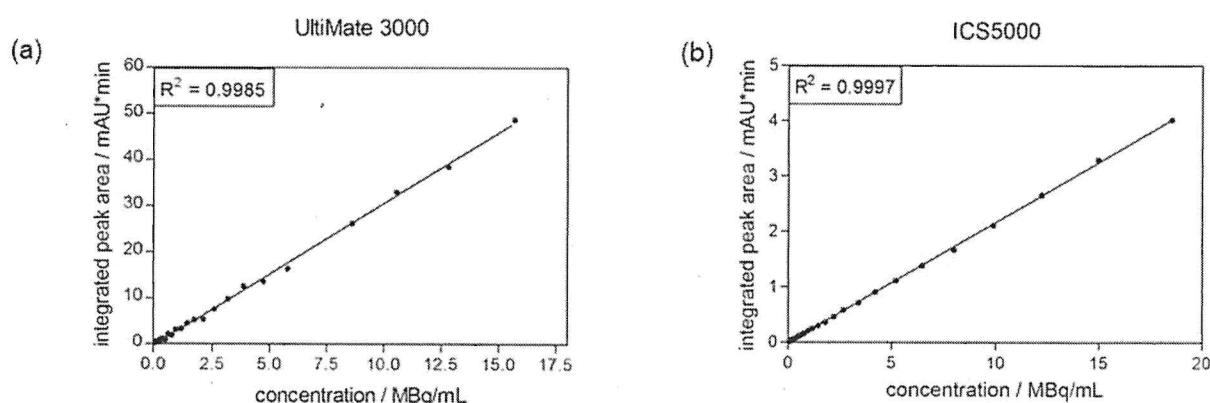 (a)
UltiMate 3000
R² = 0.9985
integrated peak area / mAU*min
60
50
40
30
20
10
0
0.0 2.5 5.0 7.5 10.0 12.5 15.0 17.5
concentration / MBq/mL
(b)
ICS5000
R² = 0.9997
integrated peak area / mAU*min
5
4
3
2
1
0
0 5 10 15 20
concentration / MBq/mL